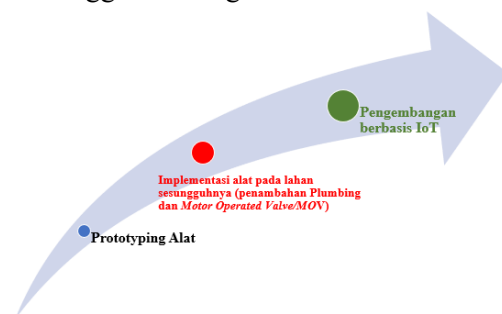 Pengembangan
berbasis IoT
Implementasi alat pada lahan
sesungguhnya (penambahan Plumbing
dan Motor Operated Valve/MOV)
Prototyping Alat